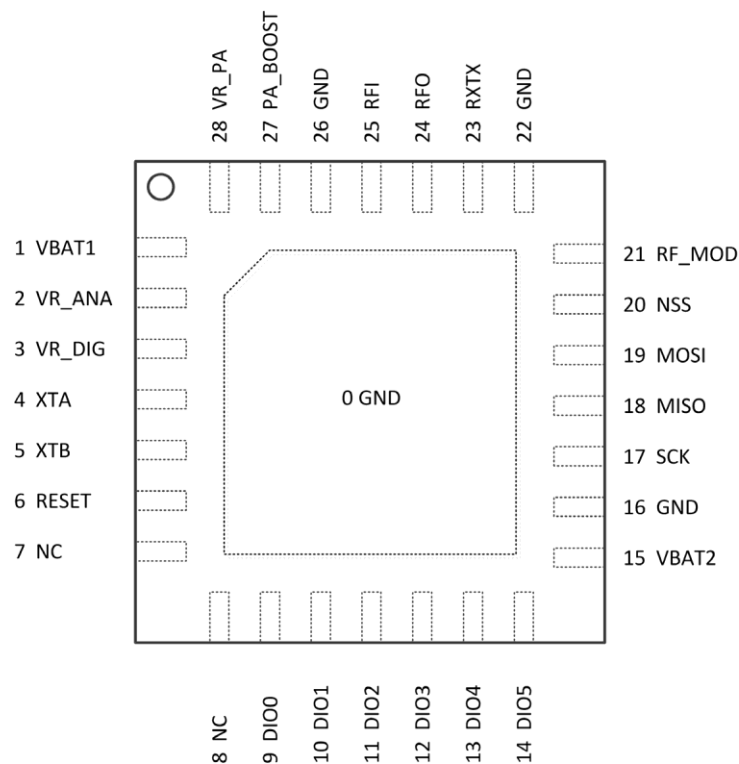 28 VR_PA
27 PA_BOOST
26 GND
25 RFI
24 RFO
23 RXTX
22 GND
1 VBAT1
2 VR_ANA
3 VR_DIG
4 XTA
5 XTB
6 RESET
7 NC
0 GND
21 RF_MOD
20 NSS
19 MOSI
18 MISO
17 SCK
16 GND
15 VBAT2
8 NC
9 DIO0
10 DIO1
11 DIO2
12 DIO3
13 DIO4
14 DIO5